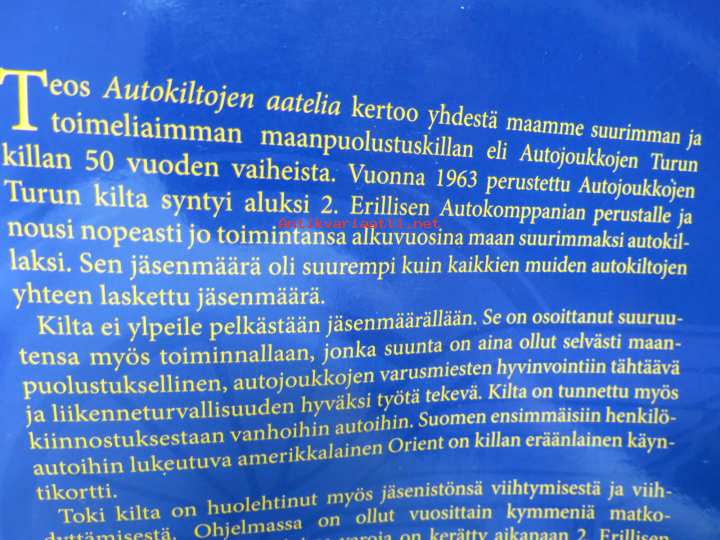 Teos Autokiltojen aatelia kertoo yhdestä maamme suurimman ja
toimeliaimman maanpuolustuskillan eli Autojoukkojen Turun
killan 50 vuoden vaiheista. Vuonna 1963 perustettu Autojoukkojen
Turun kilta syntyi aluksi 2. Erillisen Autokomppanian perustalle ja
Antikvariaatti.net
nousi nopeasti jo toimintansa alkuvuosina maan suurimmaksi autokil-
laksi. Sen jäsenmäärä oli suurempi kuin kaikkien muiden autokiltojen
yhteen laskettu jäsenmäärä.
Kilta ei ylpeile pelkästään jäsenmäärällään. Se on osoittanut suuruu-
tensa myös toiminnallaan, jonka suunta on aina ollut selvästi maan-
puolustuksellinen, autojoukkojen varusmiesten hyvinvointiin tähtäävä
ja liikenneturvallisuuden hyväksi työtä tekevä. Kilta on tunnettu myös
kiinnostuksestaan vanhoihin autoihin. Suomen ensimmäisiin henkilö-
autoihin lukeutuva amerikkalainen Orient on killan eräänlainen käyn-
tikortti.
Toki kilta on huolehtinut myös jäsenistönsä viihtymisestä ja viih-
dyttämisestä. Ohjelmassa on ollut vuosittain kymmeniä matko-
varoja on kerätty aikanaan 2. Erillisen